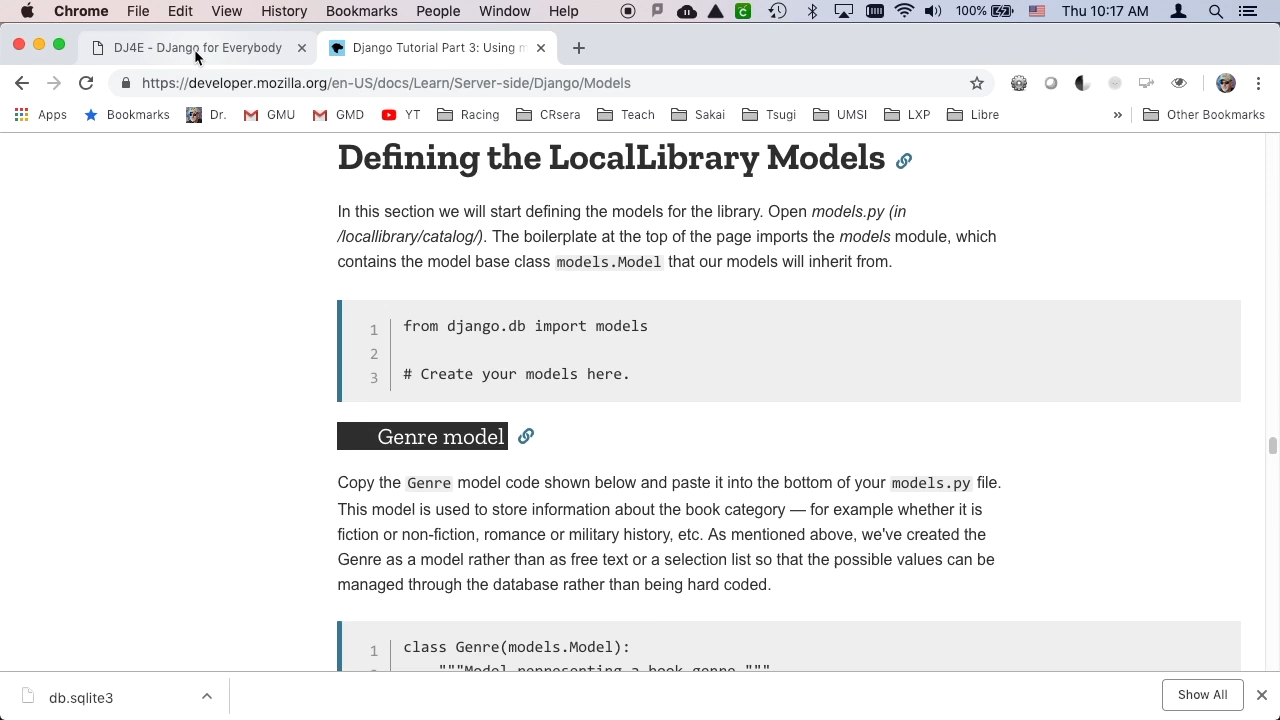 Chrome File Edit View History Bookmarks People Window Help 100% Thu 10:17 AM
DJ4E - DJango for Everybody
Django Tutorial Part 3: Using m
https://developer.mozilla.org/en-US/docs/Learn/Server-side/Django/Models
Apps Bookmarks Dr. GMU GMD YT Racing CRsera Teach Sakai Tsugi UMSI LXP Libre » Other Bookmarks
Defining the LocalLibrary Models
In this section we will start defining the models for the library. Open models.py (in
/locallibrary/catalog/). The boilerplate at the top of the page imports the models module, which
contains the model base class models.Model that our models will inherit from.
1 from django.db import models
2
3 # Create your models here.
Genre model
Copy the Genre model code shown below and paste it into the bottom of your models.py file.
This model is used to store information about the book category — for example whether it is
fiction or non-fiction, romance or military history, etc. As mentioned above, we've created the
Genre as a model rather than as free text or a selection list so that the possible values can be
managed through the database rather than being hard coded.
1 class Genre(models.Model):
"""Model representing a book genre."""
db.sqlite3
Show All